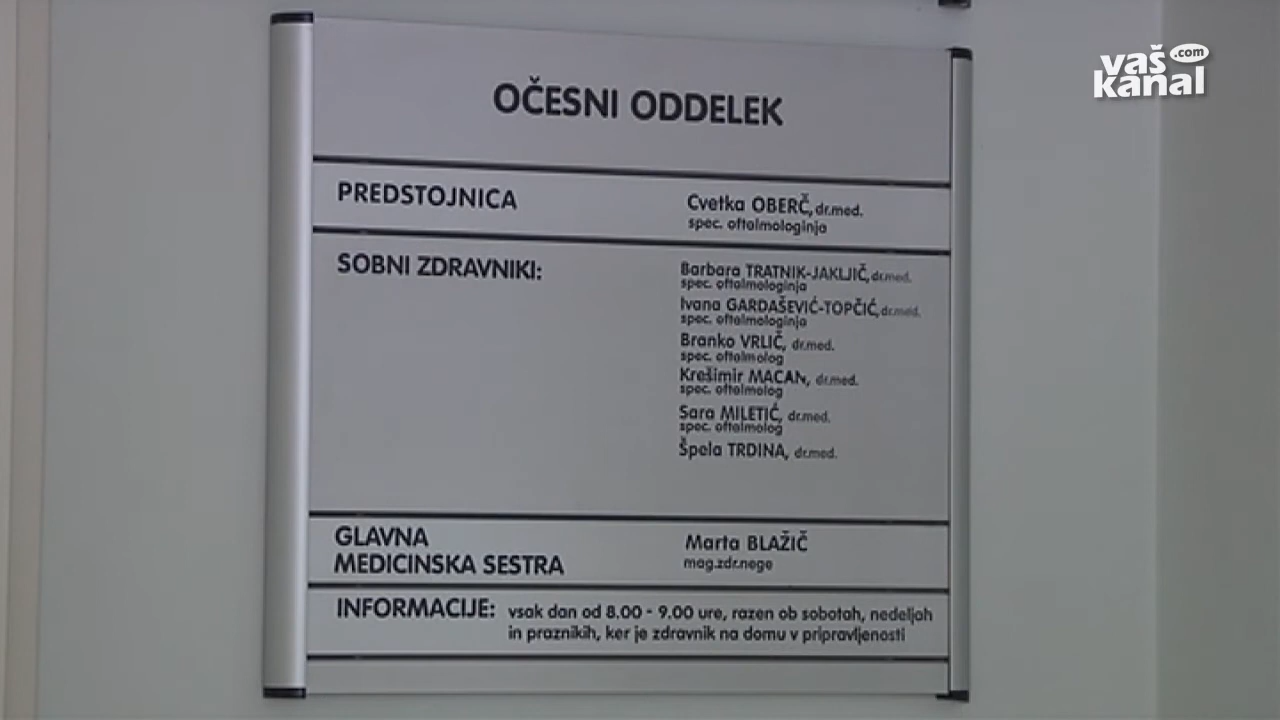 vaš .com
kanal
OČESNI ODDELEK
PREDSTOJNICA
Cvetka OBERČ, dr.med.
spec. oftalmologinja
SOBNI ZDRAVNIKI:
Barbara TRATNIK-JAKLJIČ, dr.med.
spec. oftalmologinja
Ivana GARDAŠEVIĆ-TOPČIĆ, dr.med.
spec. oftalmologinja
Branko VRLIČ, dr.med.
spec. oftalmolog
Krešimir MACAN, dr.med.
spec. oftalmolog
Sara MILETIĆ, dr.med.
spec. oftalmolog
Špela TRDINA, dr.med.
GLAVNA
MEDICINSKA SESTRA
Marta BLAŽIČ
mag.zdr.nege
INFORMACIJE: vsak dan od 8.00 - 9.00 ure, razen ob sobotah, nedeljah
in praznikih, ker je zdravnik na domu v pripravljenosti